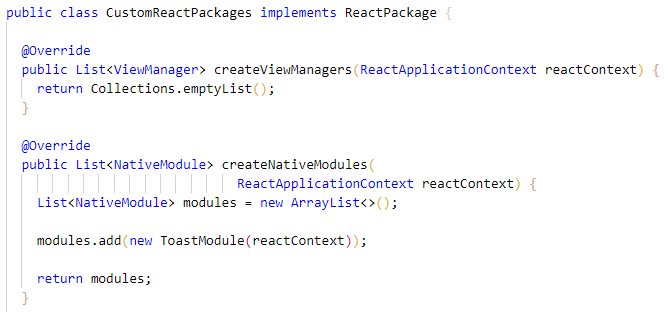 public class CustomReactPackages implements ReactPackage {
@Override
public List<ViewManager> createViewManagers(ReactApplicationContext reactContext) {
return Collections.emptyList();
}
@Override
public List<NativeModule> createNativeModules(
ReactApplicationContext reactContext) {
List<NativeModule> modules = new ArrayList<>();
modules.add(new ToastModule(reactContext));
return modules;
}